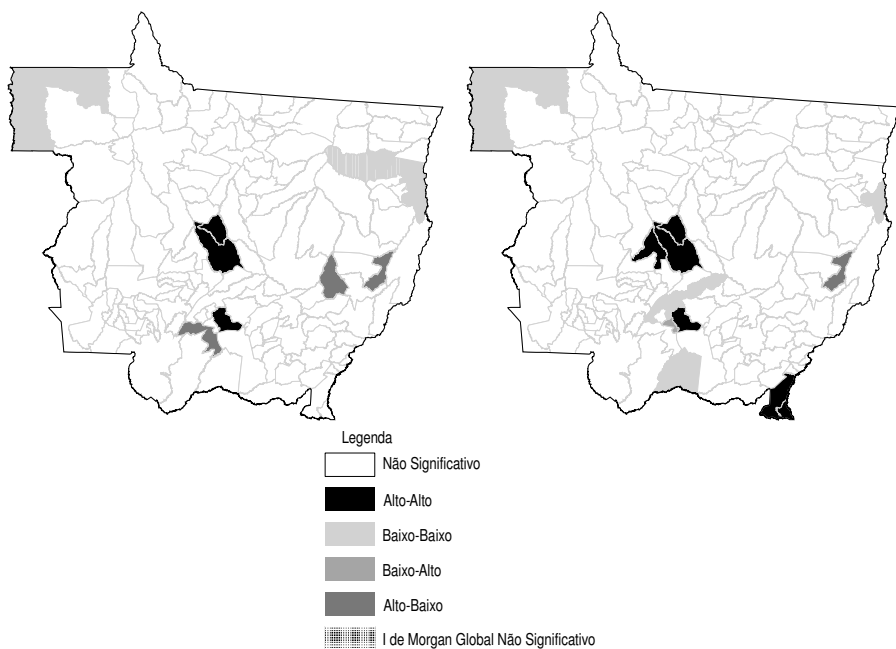 Legenda
Não Significativo
Alto-Alto
Baixo-Baixo
Baixo-Alto
Alto-Baixo
I de Morgan Global Não Significativo